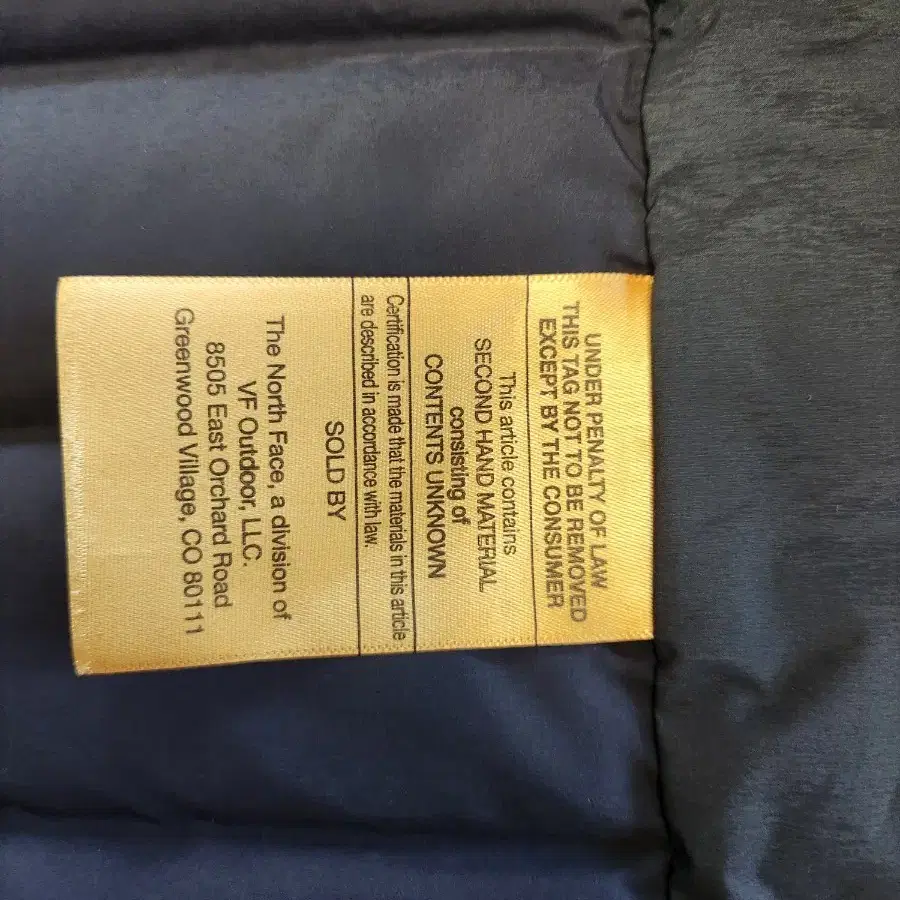 UNDER PENALTY OF LAW
THIS TAG NOT TO BE REMOVED
EXCEPT BY THE CONSUMER
This article contains
SECOND HAND MATERIAL
consisting of
CONTENTS UNKNOWN
Certification is made that the materials in this article
are described in accordance with law.
SOLD BY
The North Face, a division of
VF Outdoor, LLC.
8505 East Orchard Road
Greenwood Village, CO 80111